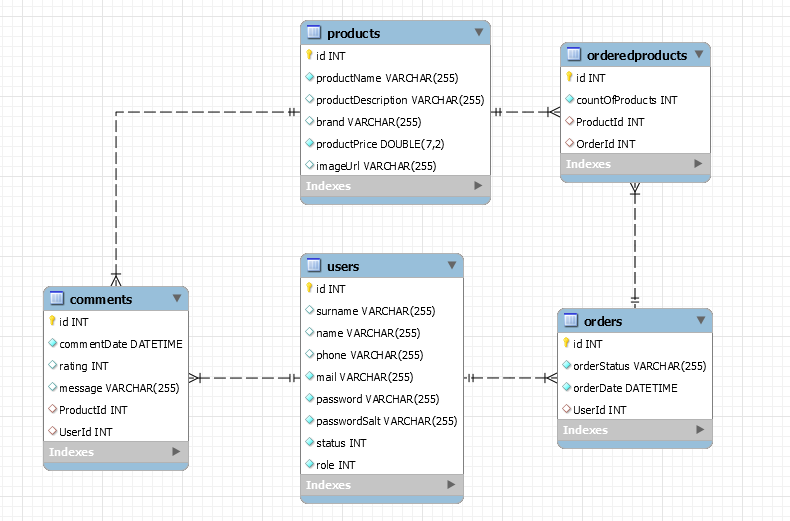 products
id INT
productName VARCHAR(255)
productDescription VARCHAR(255)
brand VARCHAR(255)
productPrice DOUBLE(7,2)
imageUrl VARCHAR(255)
Indexes
orderedproducts
id INT
countOfProducts INT
ProductId INT
OrderId INT
Indexes
comments
id INT
commentDate DATETIME
rating INT
message VARCHAR(255)
ProductId INT
UserId INT
Indexes
users
id INT
surname VARCHAR(255)
name VARCHAR(255)
phone VARCHAR(255)
mail VARCHAR(255)
password VARCHAR(255)
passwordSalt VARCHAR(255)
status INT
role INT
Indexes
orders
id INT
orderStatus VARCHAR(255)
orderDate DATETIME
UserId INT
Indexes